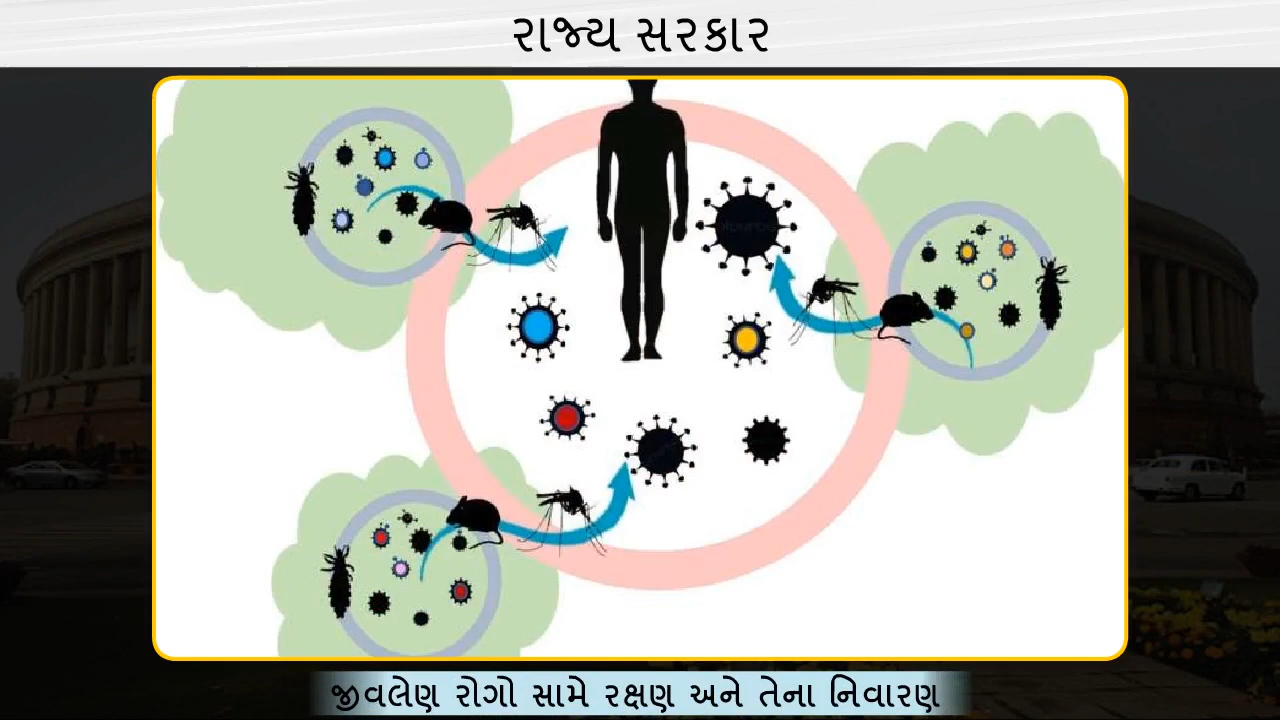 રાજ્ય સરકાર
જીવલેણ રોગો સામે રક્ષણ અને તેના નિવારણ